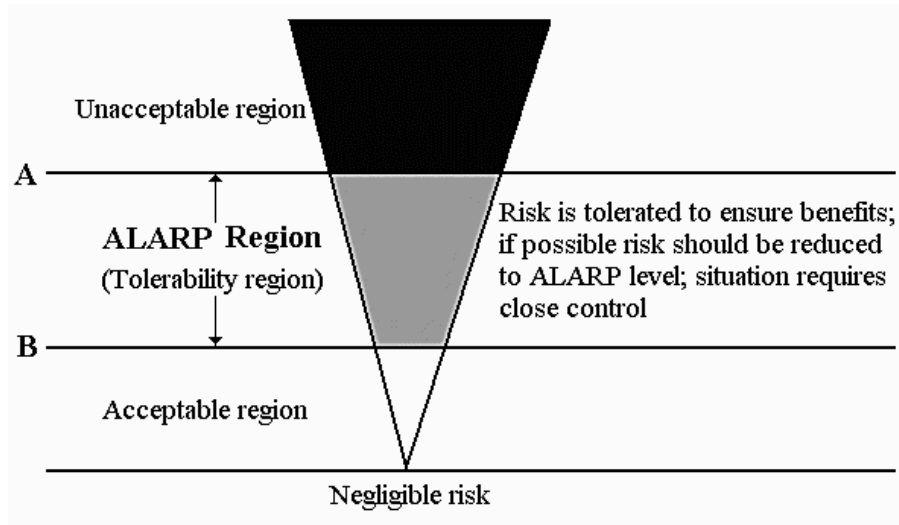 Unacceptable region
A
ALARP Region
(Tolerability region)
Risk is tolerated to ensure benefits;
if possible risk should be reduced
to ALARP level; situation requires
close control
B
Acceptable region
Negligible risk